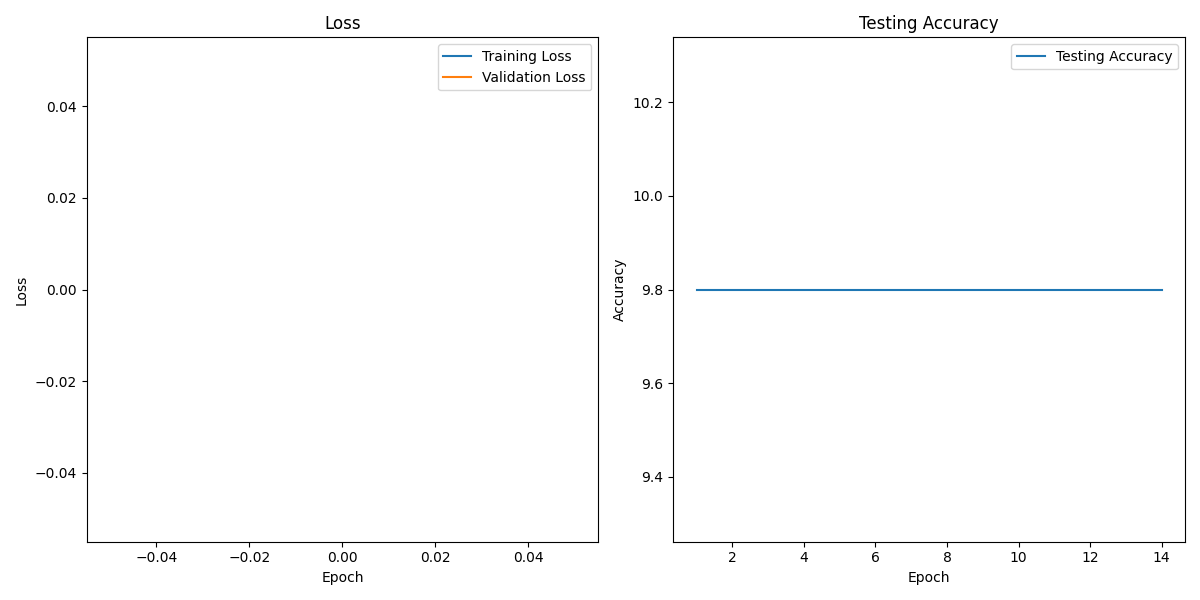 Loss
Training Loss
Validation Loss
0.04
0.02
0.00
−0.02
−0.04
Loss
−0.04
−0.02
0.00
0.02
0.04
Epoch
Testing Accuracy
Testing Accuracy
10.2
10.0
9.8
9.6
9.4
Accuracy
2
4
6
8
10
12
14
Epoch